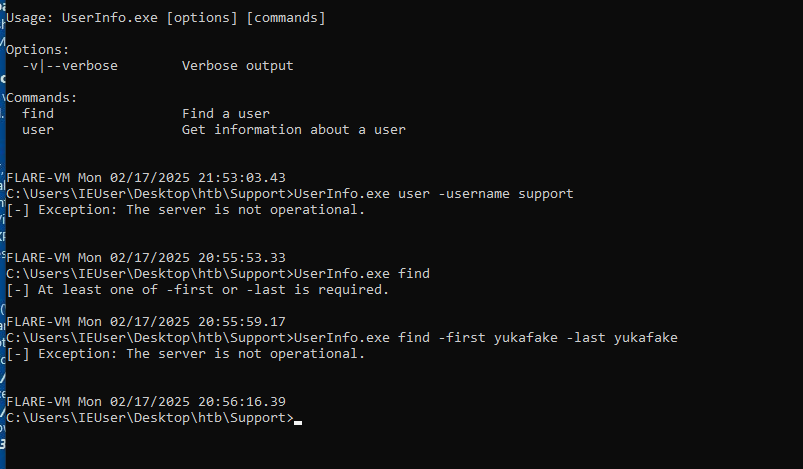 Usage: UserInfo.exe [options] [commands]
Options:
-v|--verbose Verbose output
Commands:
find Find a user
user Get information about a user
FLARE-VM Mon 02/17/2025 21:53:03.43
C:\Users\IEUser\Desktop\htb\Support>UserInfo.exe user -username support
[-] Exception: The server is not operational.
FLARE-VM Mon 02/17/2025 20:55:53.33
C:\Users\IEUser\Desktop\htb\Support>UserInfo.exe find
[-] At least one of -first or -last is required.
FLARE-VM Mon 02/17/2025 20:55:59.17
C:\Users\IEUser\Desktop\htb\Support>UserInfo.exe find -first yukafake -last yukafake
[-] Exception: The server is not operational.
FLARE-VM Mon 02/17/2025 20:56:16.39
C:\Users\IEUser\Desktop\htb\Support>